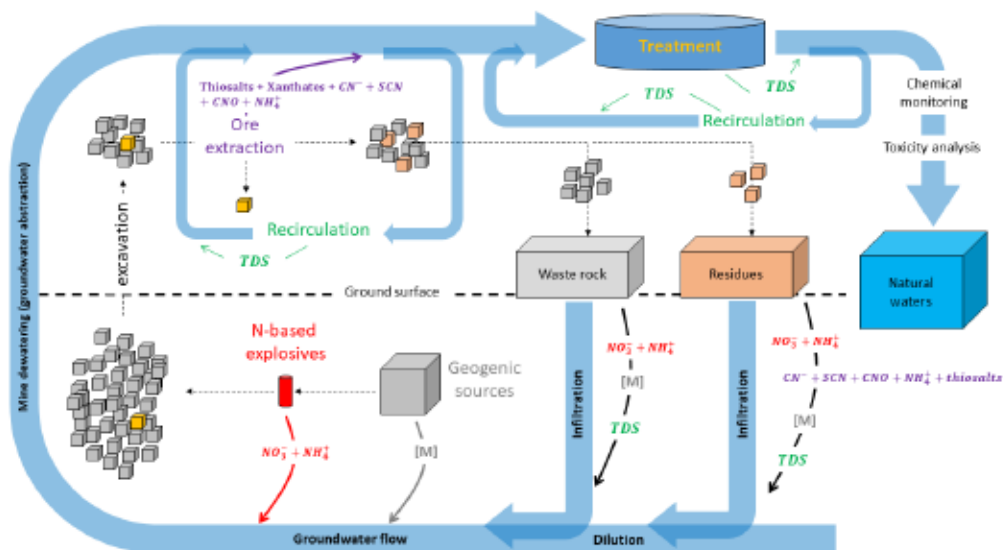 Treatment
Thiosalts + Xanthates + CN⁻ + SCN
+ CNO + NH₄⁺
Ore
extraction
TDS
TDS
Recirculation
Chemical
monitoring
Toxicity analysis
Mine dewatering (groundwater abstraction)
excavation
Recirculation
TDS
Waste rock
Residues
Natural
waters
Ground surface
N-based
explosives
Geogenic
sources
NO₃⁻ + NH₄⁺
[M]
Infiltration
NO₃⁻ + NH₄⁺
[M]
TDS
Infiltration
NO₃⁻ + NH₄⁺
CN⁻ + SCN + CNO + NH₄⁺ + thiosalts
[M]
TDS
Groundwater flow
Dilution